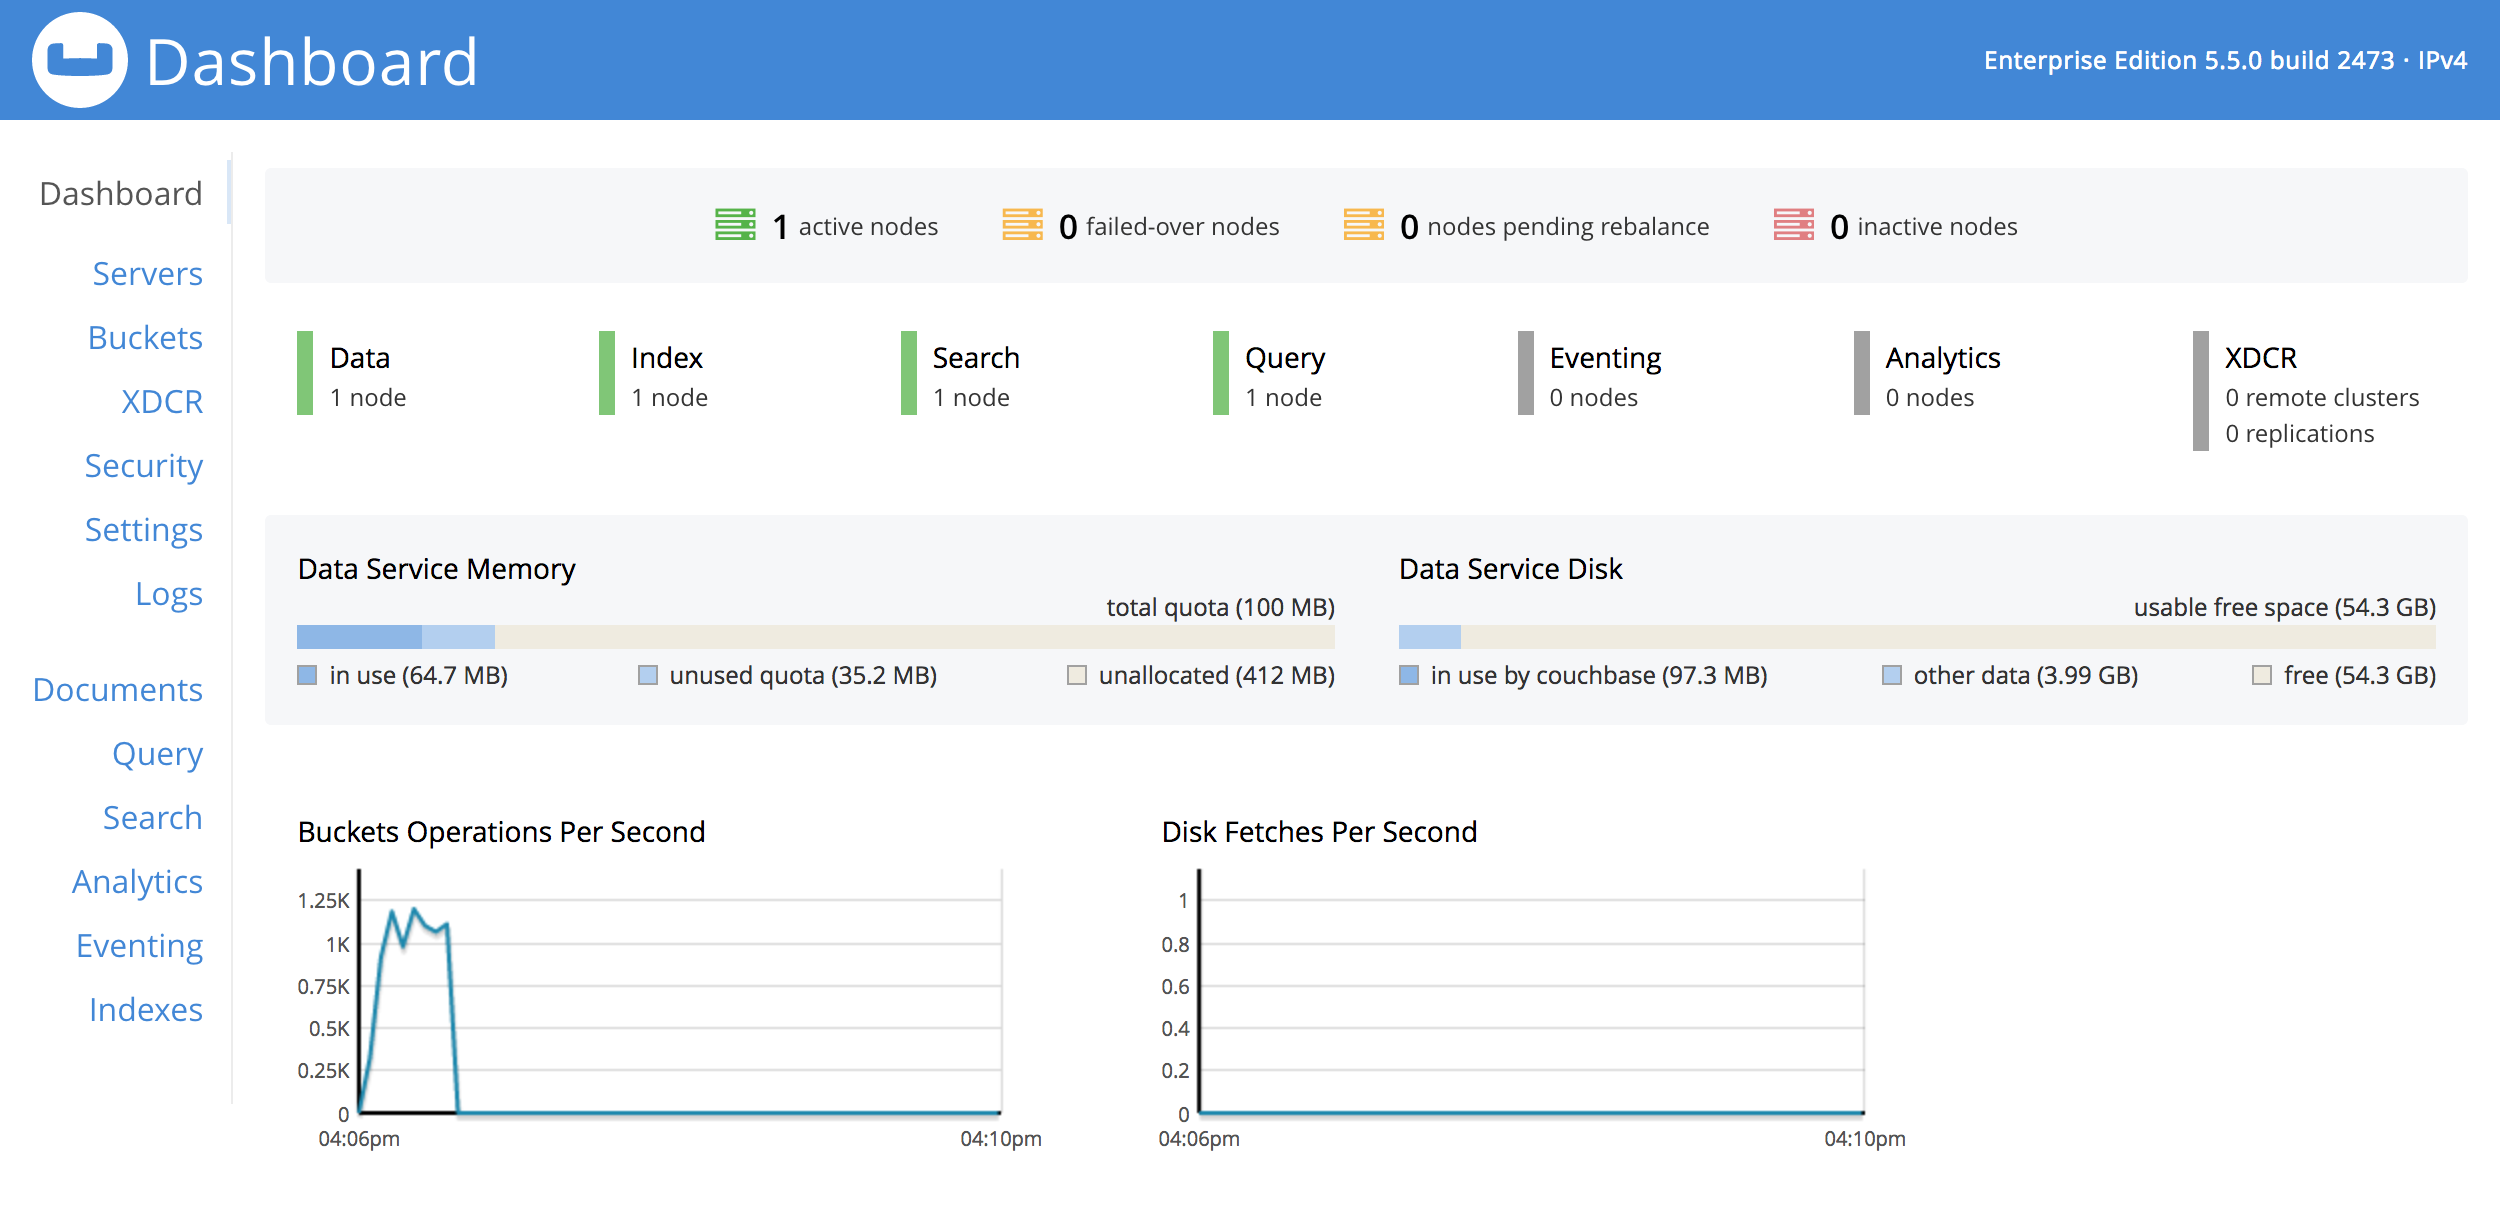 Dashboard
Enterprise Edition 5.5.0 build 2473 · IPv4
Dashboard
Servers
Buckets
XDCR
Security
Settings
Logs
Documents
Query
Search
Analytics
Eventing
Indexes
1 active nodes
0 failed-over nodes
0 nodes pending rebalance
0 inactive nodes
Data
1 node
Index
1 node
Search
1 node
Query
1 node
Eventing
0 nodes
Analytics
0 nodes
XDCR
0 remote clusters
0 replications
Data Service Memory
total quota (100 MB)
in use (64.7 MB)
unused quota (35.2 MB)
unallocated (412 MB)
Data Service Disk
usable free space (54.3 GB)
in use by couchbase (97.3 MB)
other data (3.99 GB)
free (54.3 GB)
Buckets Operations Per Second
1.25K
1K
0.75K
0.5K
0.25K
0
04:06pm
04:10pm
Disk Fetches Per Second
1
0.8
0.6
0.4
0.2
0
04:06pm
04:10pm